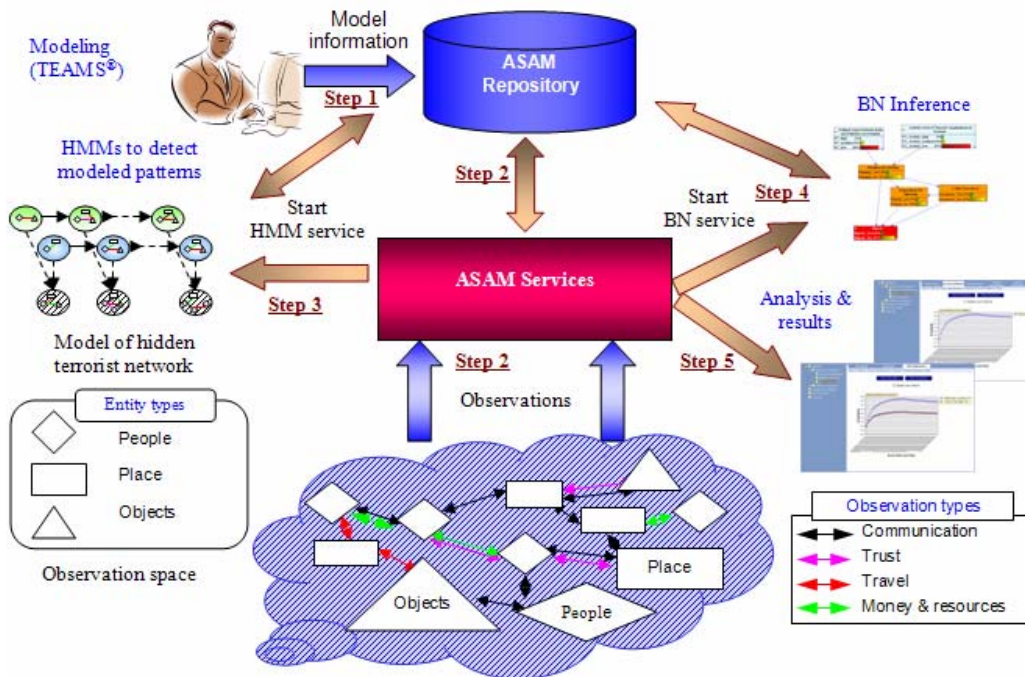 Modeling
(TEAMS®)
Model
information
ASAM
Repository
Step 1
BN Inference
HMMs to detect
modeled patterns
Step 2
Step 4
Start
HMM service
Start
BN service
ASAM Services
Step 3
Analysis &
results
Model of hidden
terrorist network
Step 2
Step 5
Observations
Entity types
People
Place
Objects
Observation space
Place
Objects
People
Observation types
Communication
Trust
Travel
Money & resources